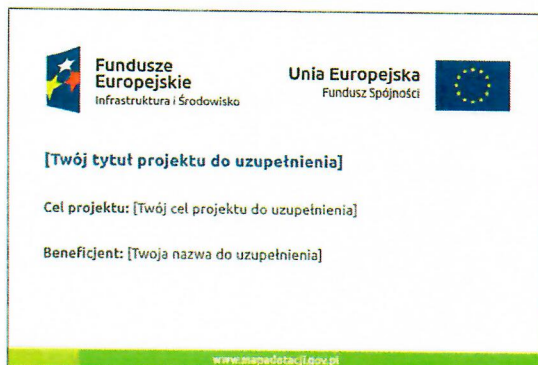 Fundusze
Europejskie
Infrastruktura i Środowisko
Unia Europejska
Fundusz Spójności
[Twój tytuł projektu do uzupełnienia]
Cel projektu: [Twój cel projektu do uzupełnienia]
Beneficjent: [Twoja nazwa do uzupełnienia]
www.mapadotacji.gov.pl